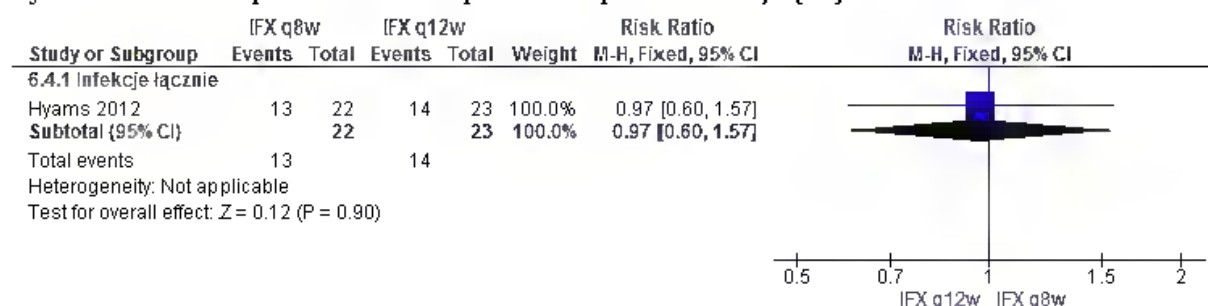 IFX q8w IFX q12w Risk Ratio Risk Ratio
Study or Subgroup Events Total Events Total Weight M-H, Fixed, 95% CI M-H, Fixed, 95% CI
6.4.1 Infekcje łącznie
Hyams 2012 13 22 14 23 100.0% 0.97 [0.60, 1.57]
Subtotal (95% CI) 22 23 100.0% 0.97 [0.60, 1.57]
Total events 13 14
Heterogeneity: Not applicable
Test for overall effect: Z = 0.12 (P = 0.90)
0.5 0.7 1 1.5 2
IFX q12w IFX q8w